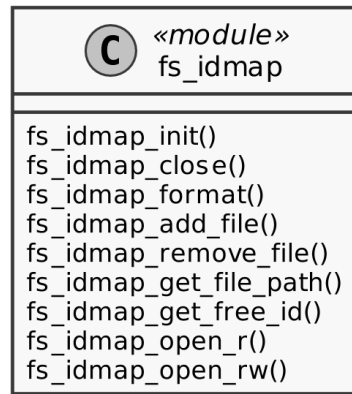 C
«module»
fs_idmap
fs_idmap_init()
fs_idmap_close()
fs_idmap_format()
fs_idmap_add_file()
fs_idmap_remove_file()
fs_idmap_get_file_path()
fs_idmap_get_free_id()
fs_idmap_open_r()
fs_idmap_open_rw()